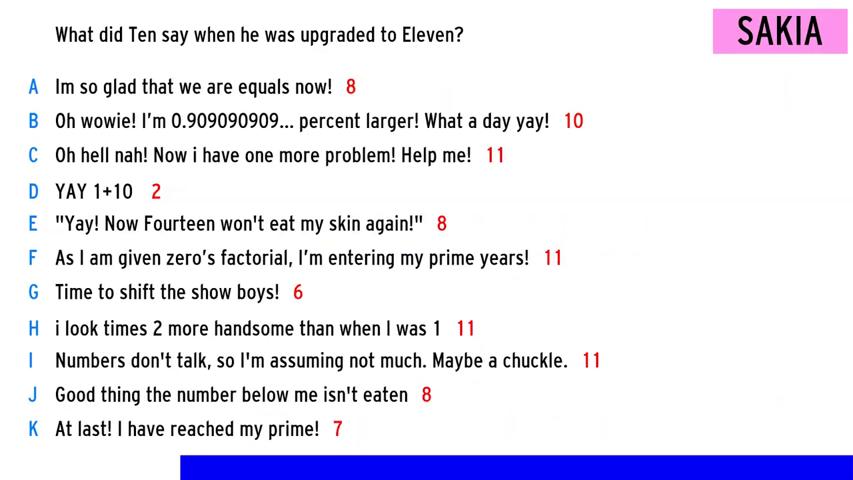 What did Ten say when he was upgraded to Eleven?
SAKIA
A Im so glad that we are equals now! 8
B Oh wowie! I'm 0.909090909... percent larger! What a day yay! 10
C Oh hell nah! Now i have one more problem! Help me! 11
D YAY 1+10 2
E "Yay! Now Fourteen won't eat my skin again!" 8
F As I am given zero's factorial, I'm entering my prime years! 11
G Time to shift the show boys! 6
H i look times 2 more handsome than when I was 1 11
I Numbers don't talk, so I'm assuming not much. Maybe a chuckle. 11
J Good thing the number below me isn't eaten 8
K At last! I have reached my prime! 7